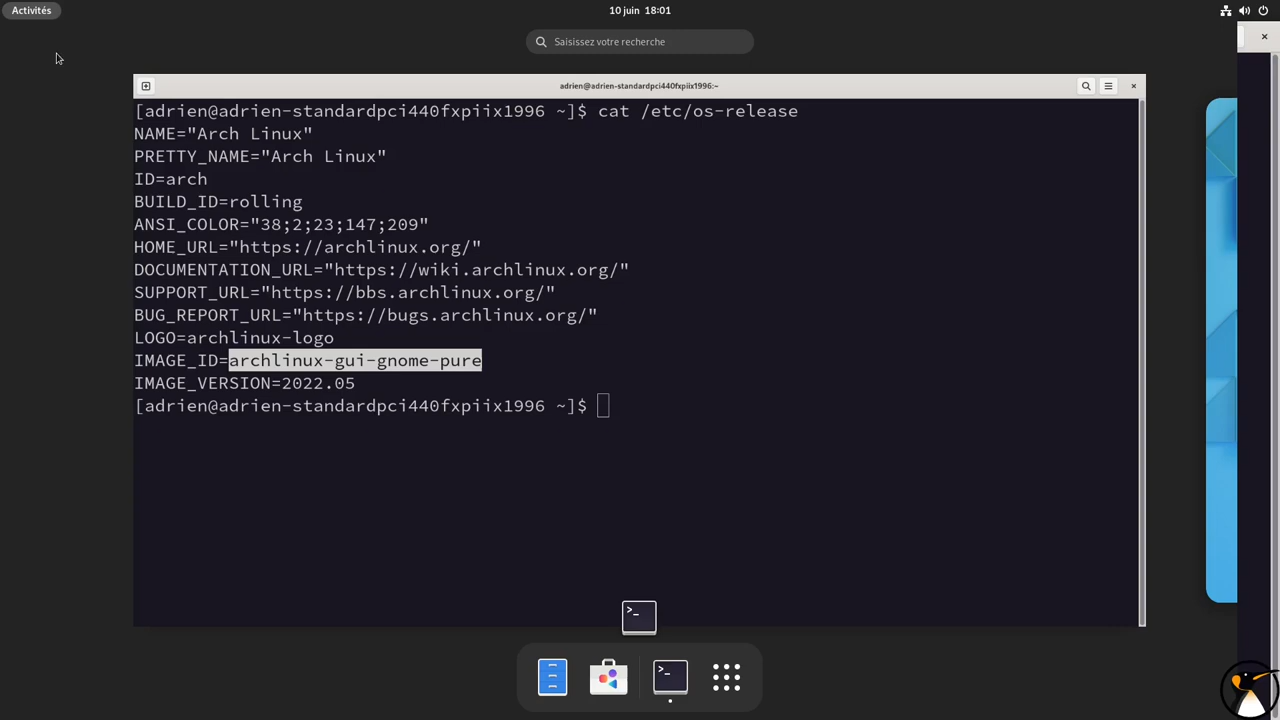 Activités
10 juin 18:01
Saisissez votre recherche
adrien@adrien-standardpci440fxpiix1996:~
[adrien@adrien-standardpci440fxpiix1996 ~]$ cat /etc/os-release
NAME="Arch Linux"
PRETTY_NAME="Arch Linux"
ID=arch
BUILD_ID=rolling
ANSI_COLOR="38;2;23;147;209"
HOME_URL="https://archlinux.org/"
DOCUMENTATION_URL="https://wiki.archlinux.org/"
SUPPORT_URL="https://bbs.archlinux.org/"
BUG_REPORT_URL="https://bugs.archlinux.org/"
LOGO=archlinux-logo
IMAGE_ID=archlinux-gui-gnome-pure
IMAGE_VERSION=2022.05
[adrien@adrien-standardpci440fxpiix1996 ~]$